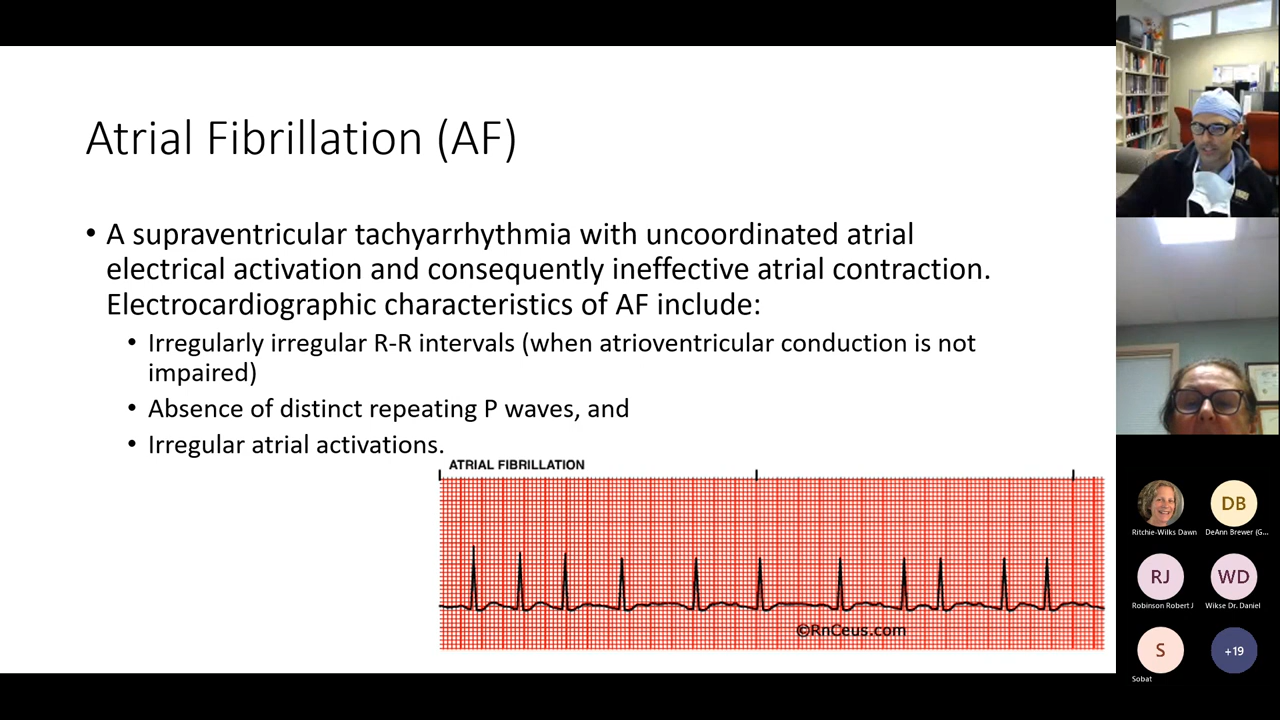 Atrial Fibrillation (AF)
• A supraventricular tachyarrhythmia with uncoordinated atrial
electrical activation and consequently ineffective atrial contraction.
Electrocardiographic characteristics of AF include:
• Irregularly irregular R-R intervals (when atrioventricular conduction is not
impaired)
• Absence of distinct repeating P waves, and
• Irregular atrial activations.
ATRIAL FIBRILLATION
©RnCeus.com
DB
Ritchie-Wilks Dawn
DeAnn Brewer (G...
RJ
WD
Robinson Robert J
Wikse Dr. Daniel
S
+19
Sobat